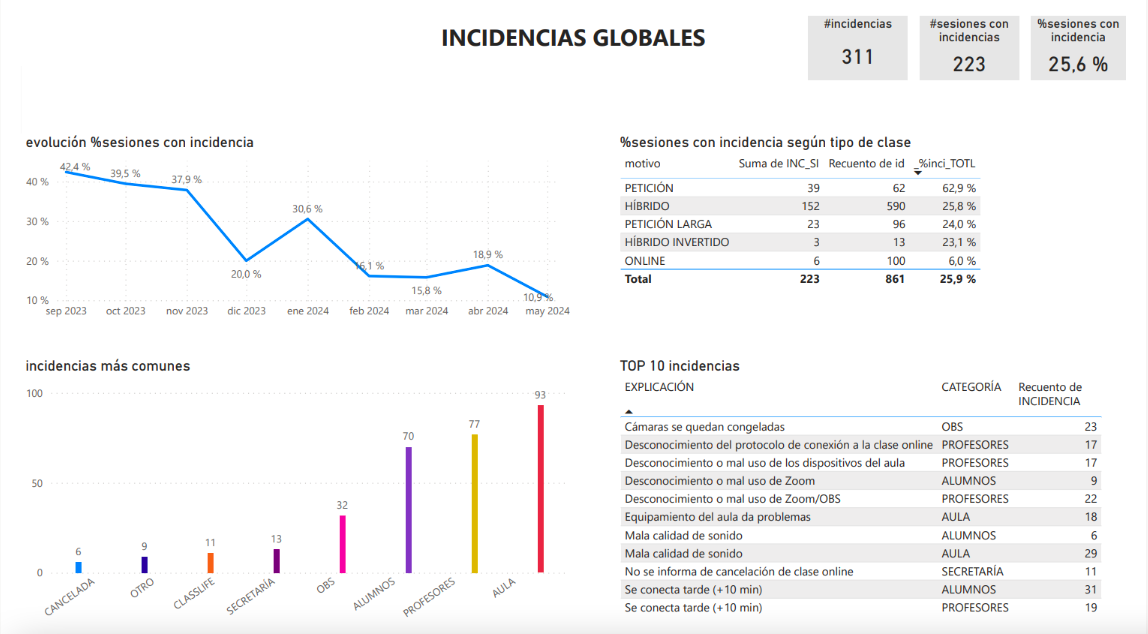 INCIDENCIAS GLOBALES
#incidencias
311
#sesiones con
incidencias
223
%sesiones con
incidencia
25,6 %
evolución %sesiones con incidencia
42,4 %
39,5 %
37,9 %
20,0 %
30,6 %
16,1 %
15,8 %
18,9 %
10,9 %
40 %
30 %
20 %
10 %
sep 2023 oct 2023 nov 2023 dic 2023 ene 2024 feb 2024 mar 2024 abr 2024 may 2024
%sesiones con incidencia según tipo de clase
motivo Suma de INC_SI Recuento de id _%inci_TOTL
PETICIÓN 39 62 62,9 %
HÍBRIDO 152 590 25,8 %
PETICIÓN LARGA 23 96 24,0 %
HÍBRIDO INVERTIDO 3 13 23,1 %
ONLINE 6 100 6,0 %
Total 223 861 25,9 %
incidencias más comunes
100
50
0
6
9
11
13
32
70
77
93
CANCELADA OTRO CLASSLIFE SECRETARÍA OBS ALUMNOS PROFESORES AULA
TOP 10 incidencias
EXPLICACIÓN CATEGORÍA Recuento de
INCIDENCIA
Cámaras se quedan congeladas OBS 23
Desconocimiento del protocolo de conexión a la clase online PROFESORES 17
Desconocimiento o mal uso de los dispositivos del aula PROFESORES 17
Desconocimiento o mal uso de Zoom ALUMNOS 9
Desconocimiento o mal uso de Zoom/OBS PROFESORES 22
Equipamiento del aula da problemas AULA 18
Mala calidad de sonido ALUMNOS 6
Mala calidad de sonido AULA 29
No se informa de cancelación de clase online SECRETARÍA 11
Se conecta tarde (+10 min) ALUMNOS 31
Se conecta tarde (+10 min) PROFESORES 19